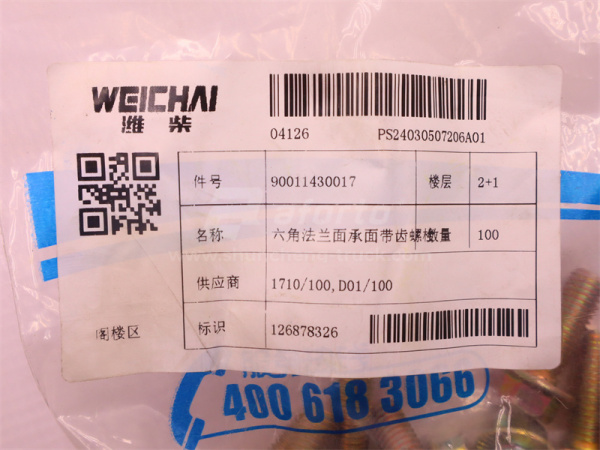 WEICHAI
潍柴
04126 PS24030507206A01
件号 90011430017 楼层 2+1
名称 六角法兰面承面带齿螺栓数量 100
供应商 1710/100,D01/100
阁楼区 标识 126878326
400 618 3066